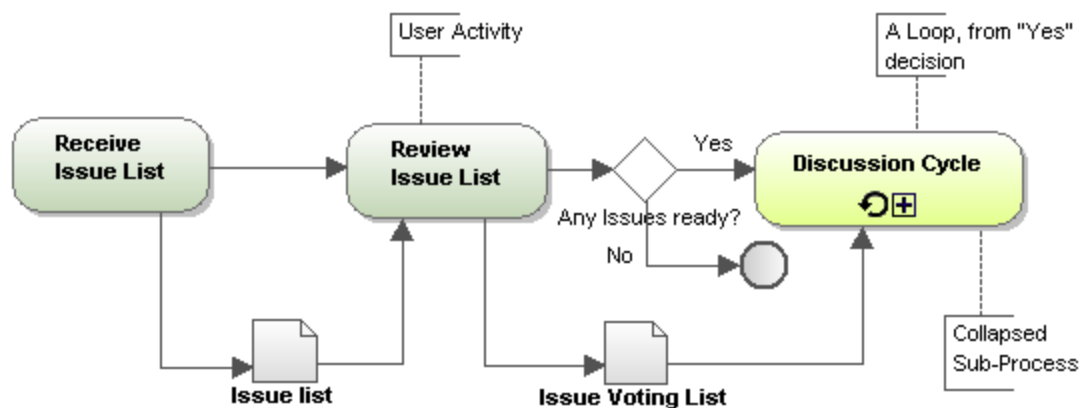 User Activity
A Loop, from "Yes"
decision
Receive
Issue List
Review
Issue List
Yes
Discussion Cycle
Any Issues ready?
No
Collapsed
Sub-Process
Issue list
Issue Voting List